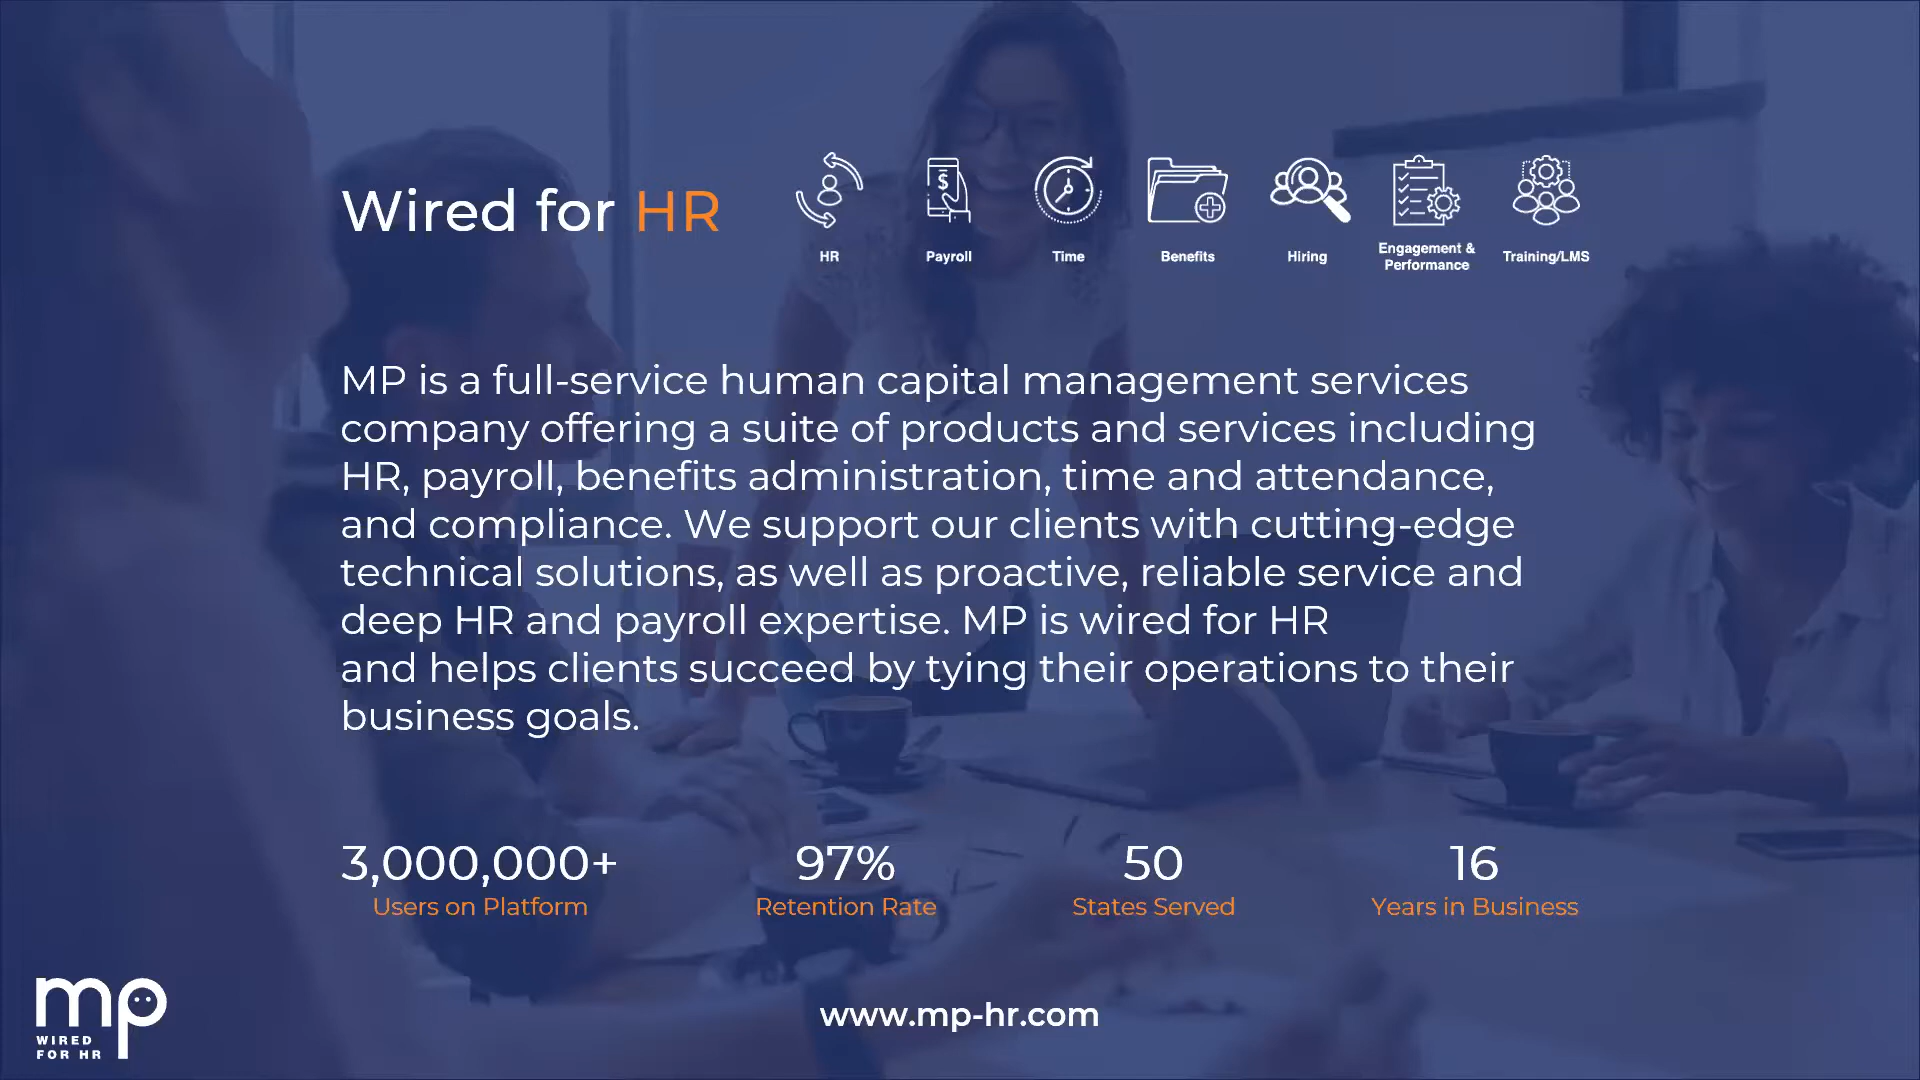 Wired for HR
HR
Payroll
Time
Benefits
Hiring
Engagement &
Performance
Training/LMS
MP is a full-service human capital management services
company offering a suite of products and services including
HR, payroll, benefits administration, time and attendance,
and compliance. We support our clients with cutting-edge
technical solutions, as well as proactive, reliable service and
deep HR and payroll expertise. MP is wired for HR
and helps clients succeed by tying their operations to their
business goals.
3,000,000+
Users on Platform
97%
Retention Rate
50
States Served
16
Years in Business
mp
WIRED
FOR HR
www.mp-hr.com